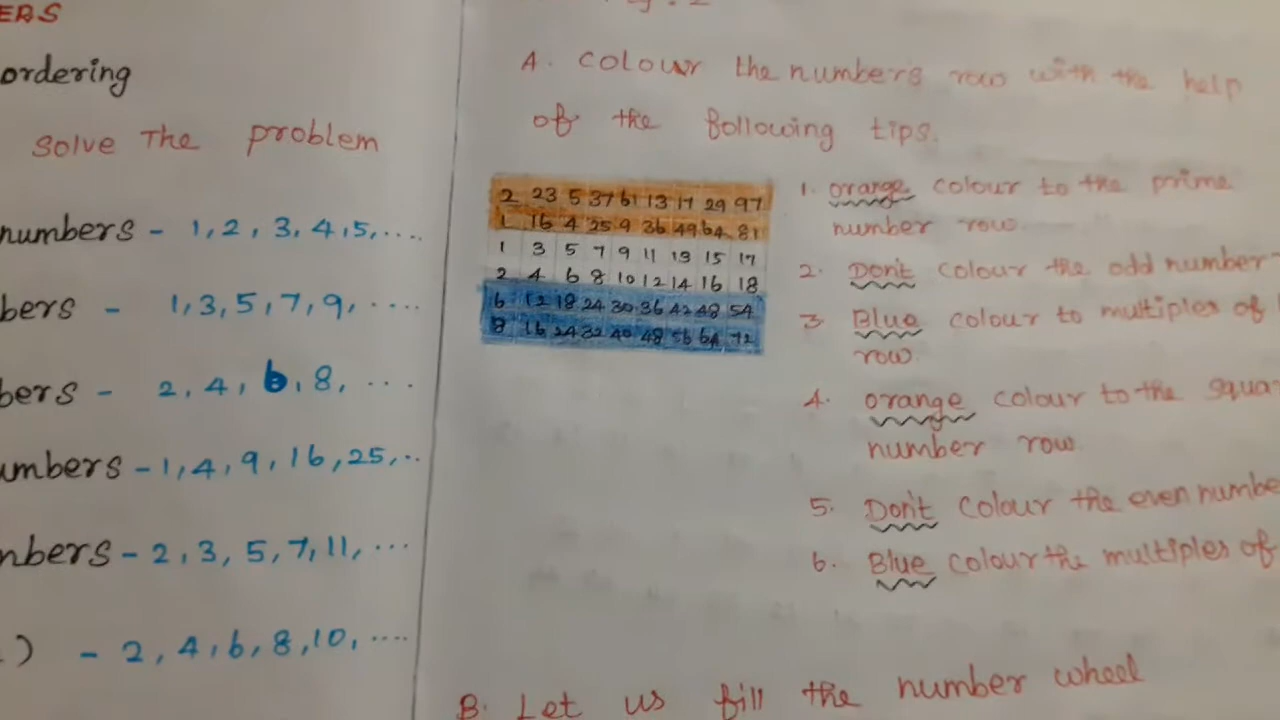 ERS
ordering
Solve The problem
numbers - 1, 2, 3, 4, 5, ....
bers - 1, 3, 5, 7, 9, ....
bers - 2, 4, 6, 8, ...
umbers - 1, 4, 9, 16, 25, ..
nbers - 2, 3, 5, 7, 11, ...
.) - 2, 4, 6, 8, 10, ....
A. Colour the numbers row with the help
of the following tips.
2 23 5 37 61 13 17 29 97
1 16 4 25 9 36 49 64 81
1 3 5 7 9 11 13 15 17
2 4 6 8 10 12 14 16 18
6 12 18 24 30 36 42 48 54
8 16 24 32 40 48 56 64 72
1. orange colour to the prime
number row.
2. Don't colour the odd number
3. Blue colour to multiples of
row.
4. orange colour to the squar
number row.
5. Don't colour the even numbe
6. Blue colour the multiples of
B. Let us fill the number wheel